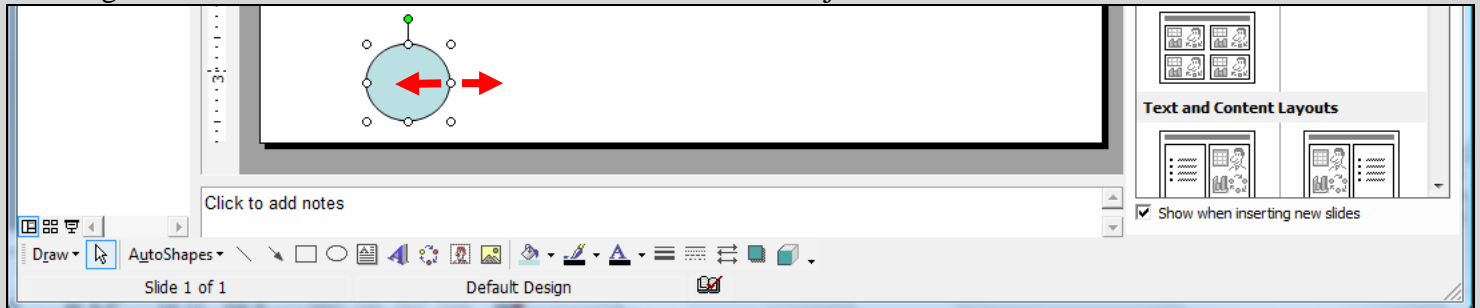 3
Text and Content Layouts
Click to add notes
Show when inserting new slides
Draw AutoShapes
Slide 1 of 1 Default Design